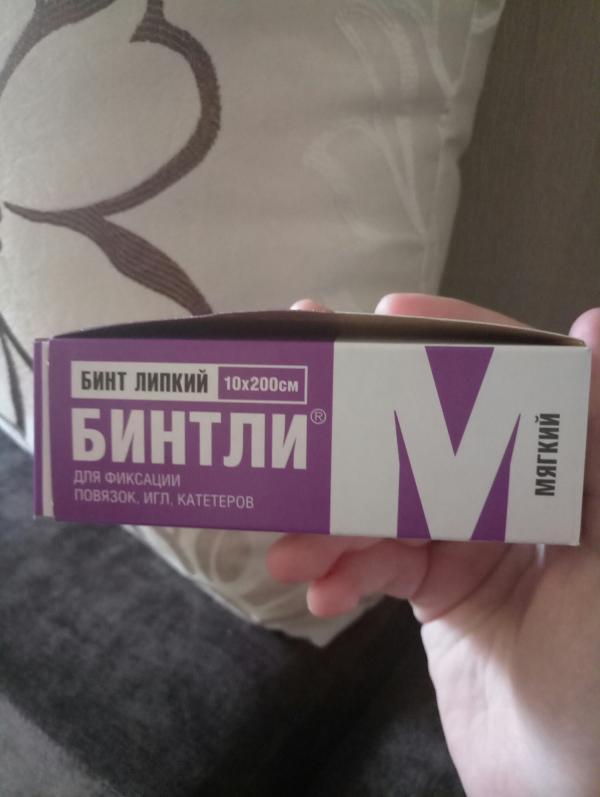 БИНТ ЛИПКИЙ 10x200см
БИНТЛИ®
ДЛЯ ФИКСАЦИИ
ПОВЯЗОК, ИГЛ, КАТЕТЕРОВ
М
МЯГКИЙ